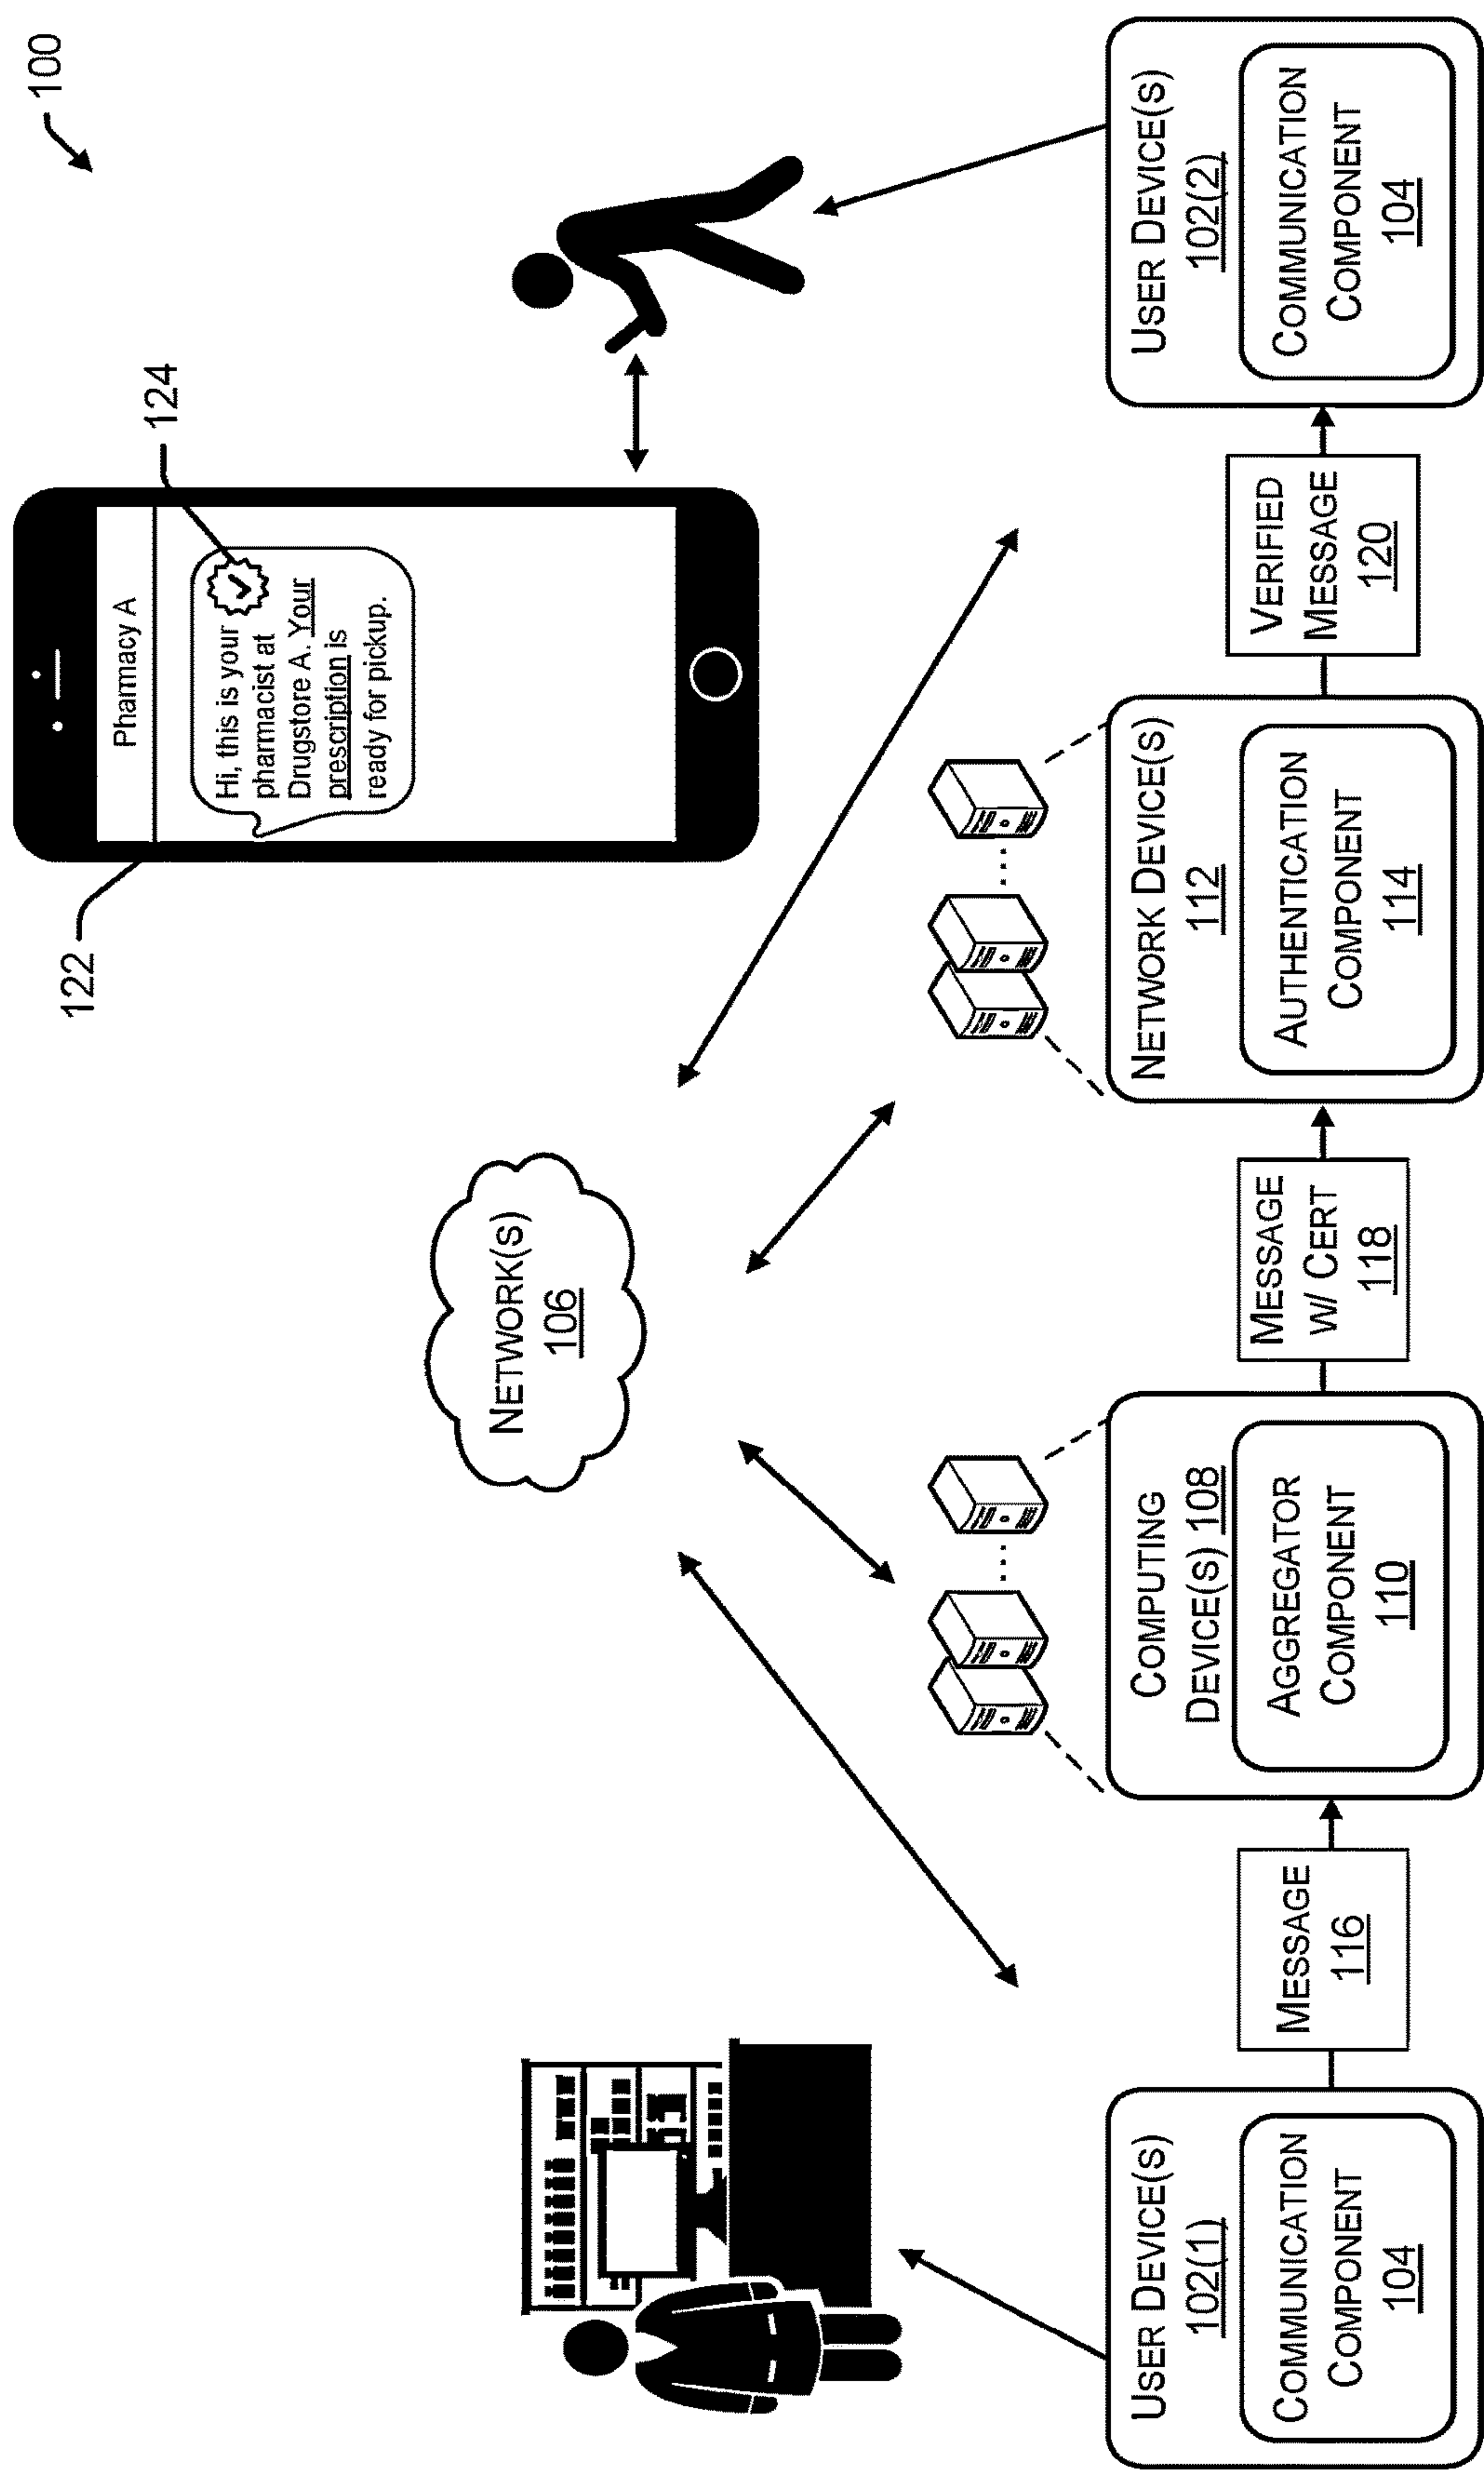 100
122
124
Pharmacy A
Hi, this is your
pharmacist at
Drugstore A. Your
prescription is
ready for pickup.
NETWORK(S)
106
USER DEVICE(S)
102(1)
COMMUNICATION
COMPONENT
104
MESSAGE
116
COMPUTING
DEVICE(S) 108
AGGREGATOR
COMPONENT
110
MESSAGE
W/ CERT
118
NETWORK DEVICE(S)
112
AUTHENTICATION
COMPONENT
114
VERIFIED
MESSAGE
120
USER DEVICE(S)
102(2)
COMMUNICATION
COMPONENT
104